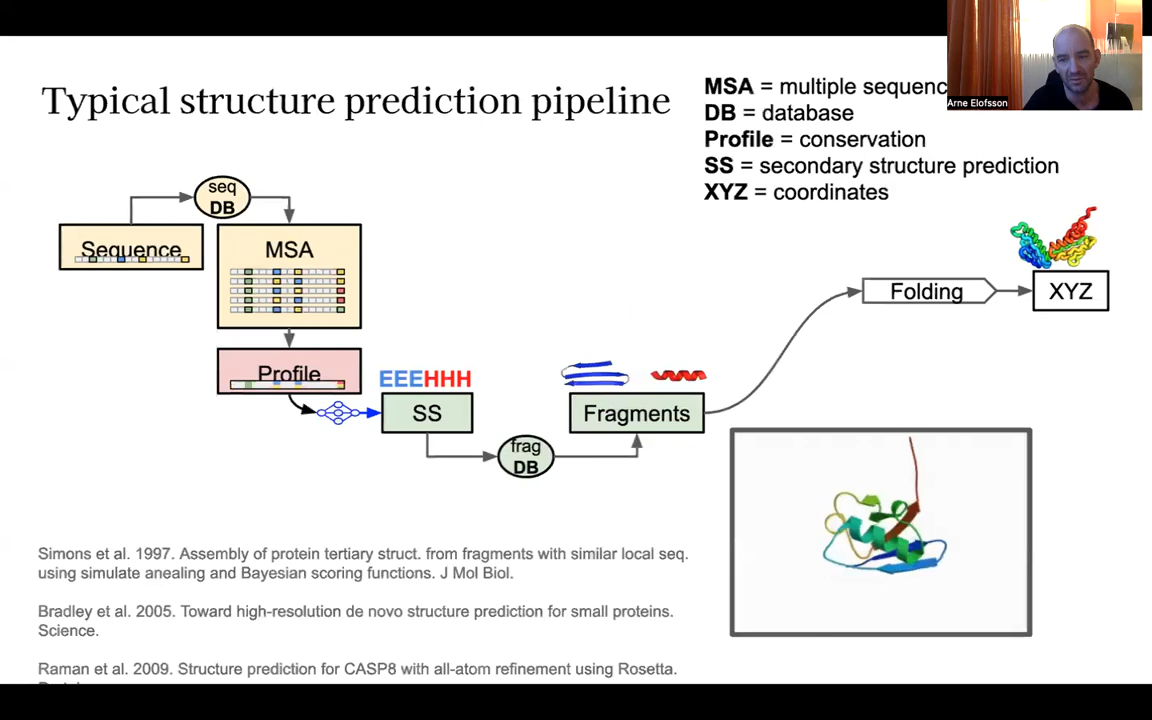 Typical structure prediction pipeline
MSA = multiple sequenc
DB = database
Profile = conservation
SS = secondary structure prediction
XYZ = coordinates
Arne Elofsson
seq
DB
Sequence
MSA
Profile
EEEHHH
SS
frag
DB
Fragments
Folding
XYZ
Simons et al. 1997. Assembly of protein tertiary struct. from fragments with similar local seq.
using simulate anealing and Bayesian scoring functions. J Mol Biol.
Bradley et al. 2005. Toward high-resolution de novo structure prediction for small proteins.
Science.
Raman et al. 2009. Structure prediction for CASP8 with all-atom refinement using Rosetta.